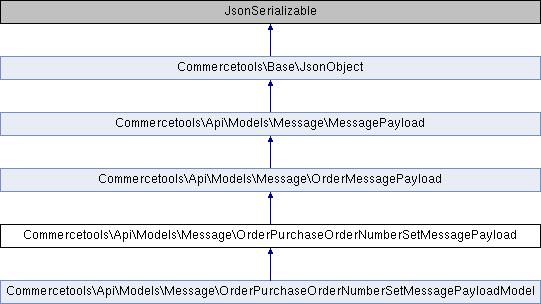 JsonSerializable
Commercetools\Base\JsonObject
Commercetools\Api\Models\Message\MessagePayload
Commercetools\Api\Models\Message\OrderMessagePayload
Commercetools\Api\Models\Message\OrderPurchaseOrderNumberSetMessagePayload
Commercetools\Api\Models\Message\OrderPurchaseOrderNumberSetMessagePayloadModel